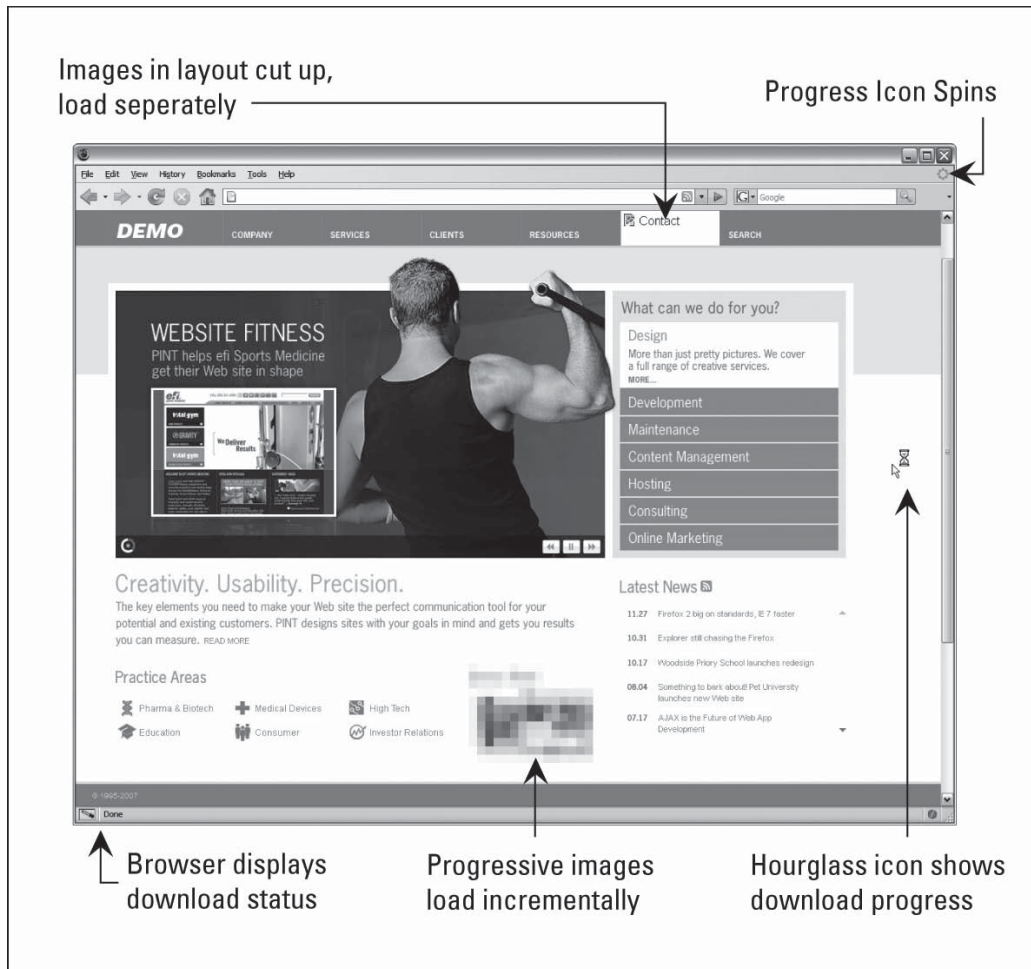 Images in layout cut up,
load seperately
Progress Icon Spins
File Edit View History Bookmarks Tools Help
G Google
DEMO COMPANY SERVICES CLIENTS RESOURCES Contact SEARCH
WEBSITE FITNESS
PINT helps efi Sports Medicine
get their Web site in shape
efi
total gym
GRAVITY
total gym
We Deliver
Results
What can we do for you?
Design
More than just pretty pictures. We cover
a full range of creative services.
MORE...
Development
Maintenance
Content Management
Hosting
Consulting
Online Marketing
Creativity. Usability. Precision.
The key elements you need to make your Web site the perfect communication tool for your
potential and existing customers. PINT designs sites with your goals in mind and gets you results
you can measure. READ MORE
Practice Areas
Pharma & Biotech Medical Devices High Tech
Education Consumer Investor Relations
Latest News
11.27 Firefox 2 big on standards, IE 7 faster
10.31 Explorer still chasing the Firefox
10.17 Woodside Priory School launches redesign
08.04 Something to bark about! Pet University
launches new Web site
07.17 AJAX is the Future of Web App
Development
© 1995-2007
Done
Browser displays
download status
Progressive images
load incrementally
Hourglass icon shows
download progress